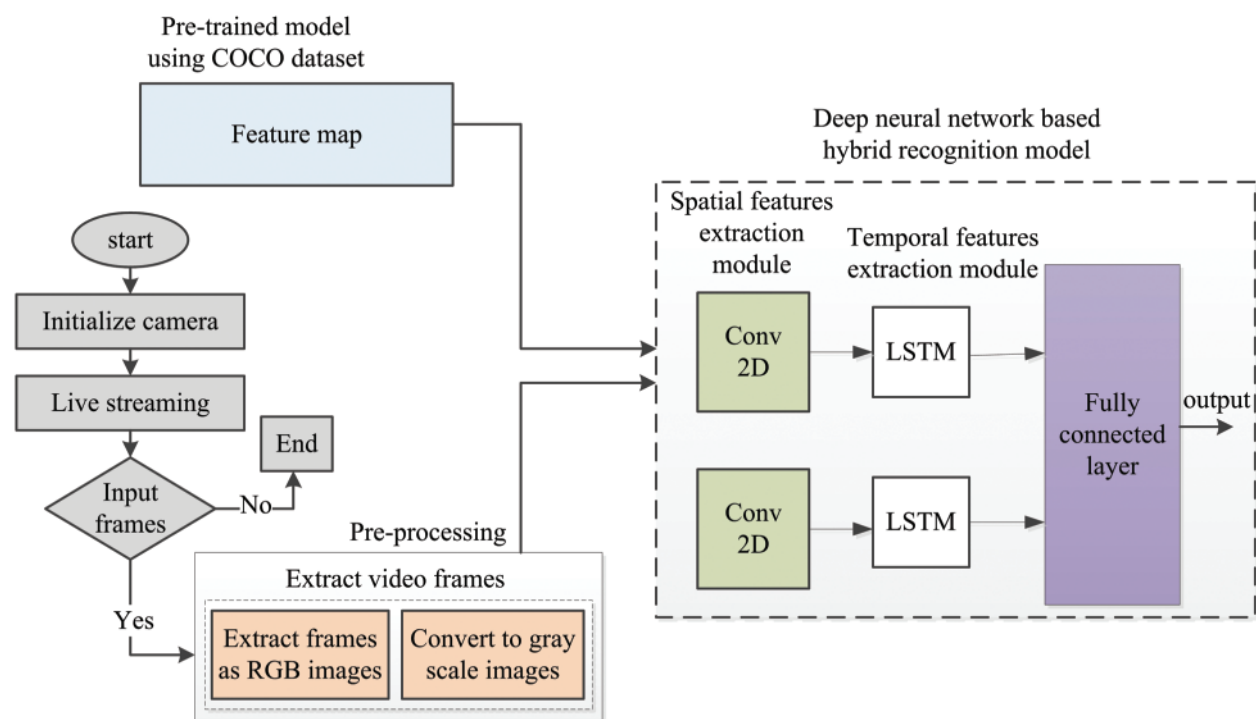 Pre-trained model
using COCO dataset
Feature map
start
Initialize camera
Live streaming
Input
frames
No
End
Yes
Pre-processing
Extract video frames
Extract frames
as RGB images
Convert to gray
scale images
Deep neural network based
hybrid recognition model
Spatial features
extraction
module
Temporal features
extraction module
Conv
2D
LSTM
Conv
2D
LSTM
Fully
connected
layer
output